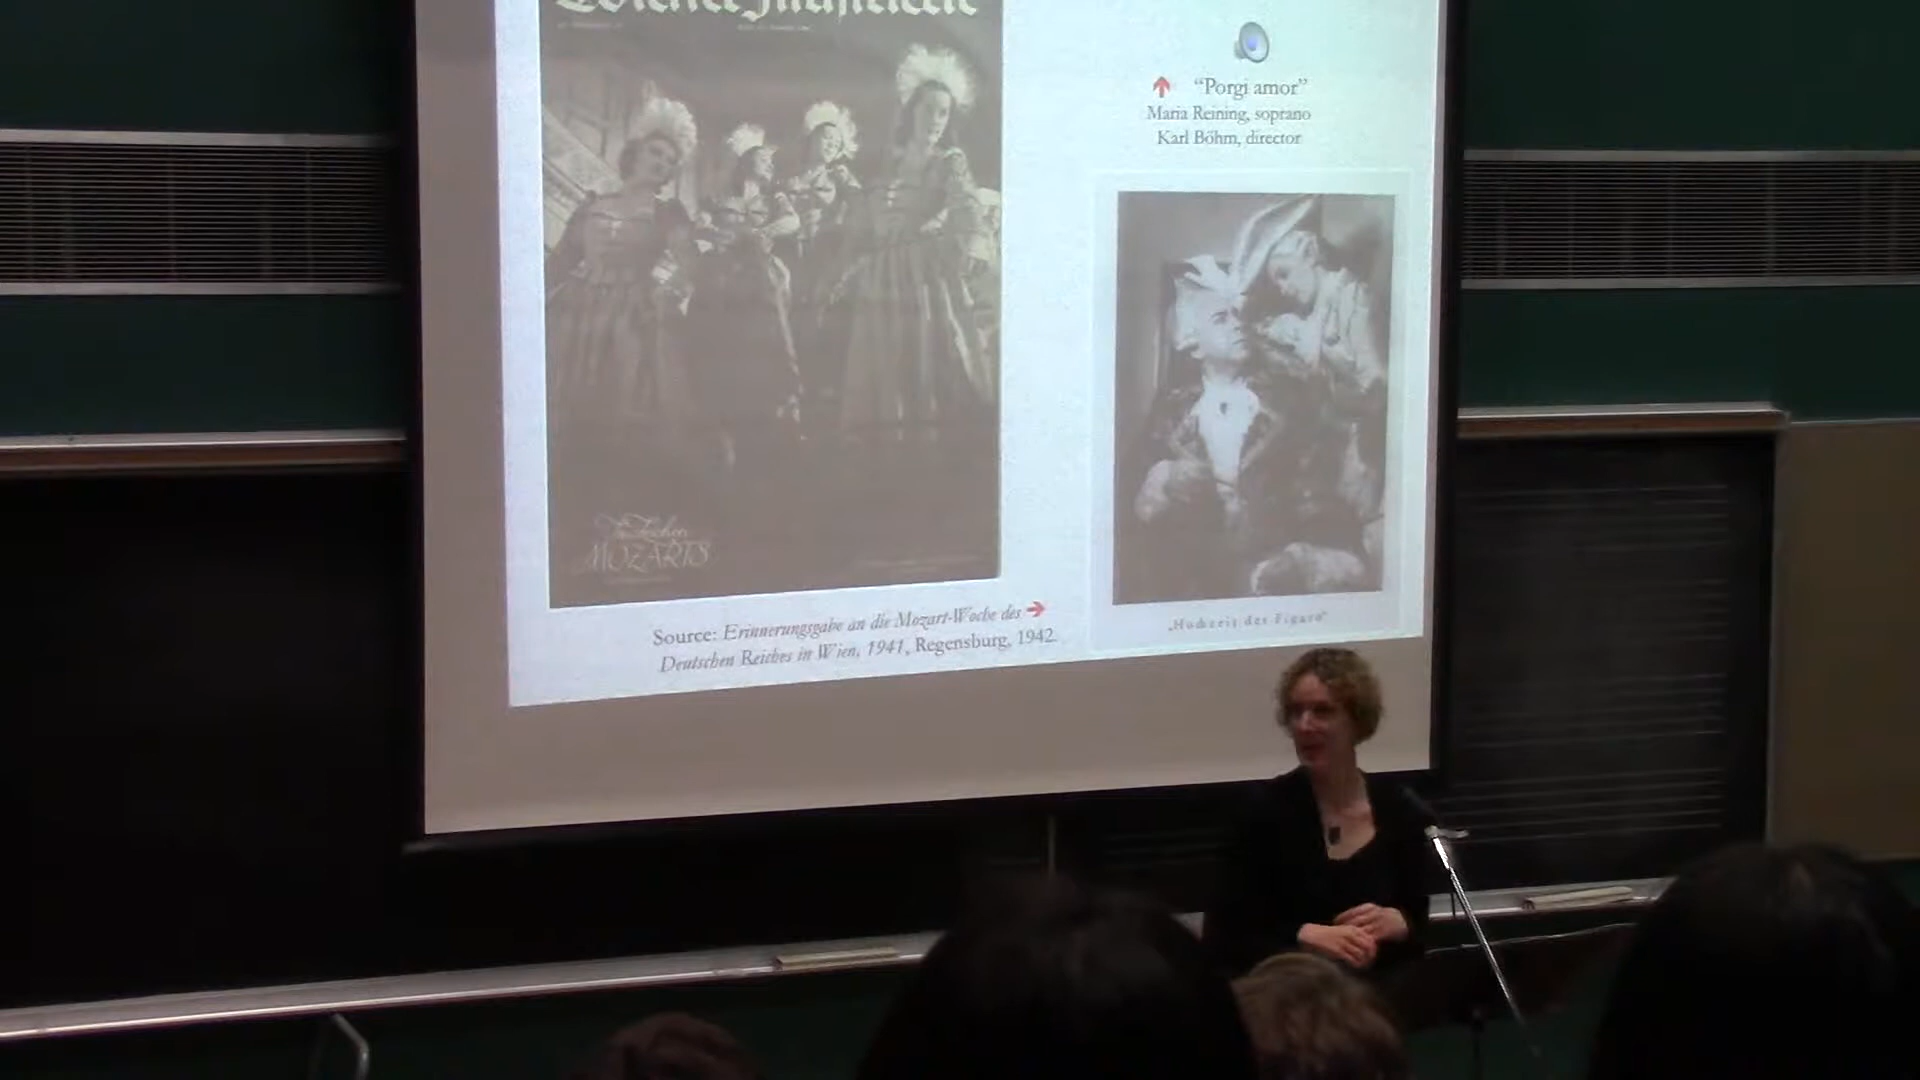 “Porgi amor”
Maria Reining, soprano
Karl Böhm, director
MOZARTS
Source: Erinnerungsgabe an die Mozart-Woche des
Deutschen Reiches in Wien, 1941, Regensburg, 1942.
„Hochzeit des Figaro“